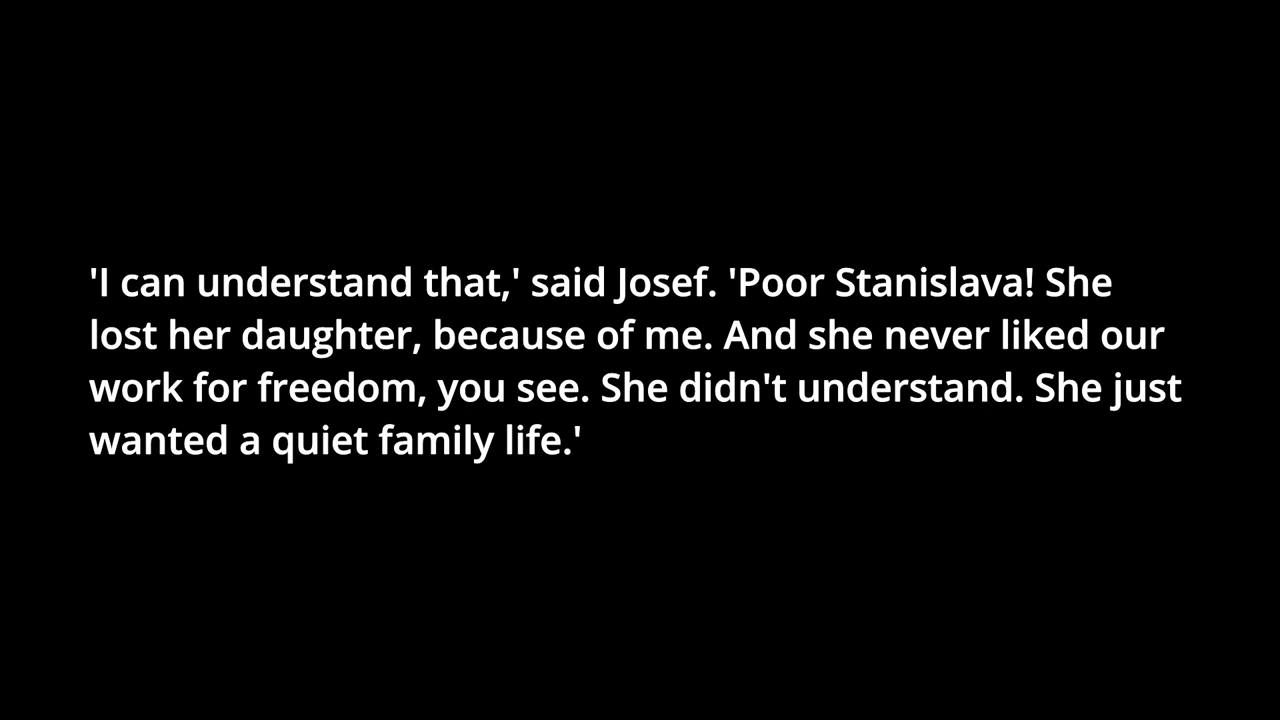 'I can understand that,' said Josef. 'Poor Stanislava! She
lost her daughter, because of me. And she never liked our
work for freedom, you see. She didn't understand. She just
wanted a quiet family life.'